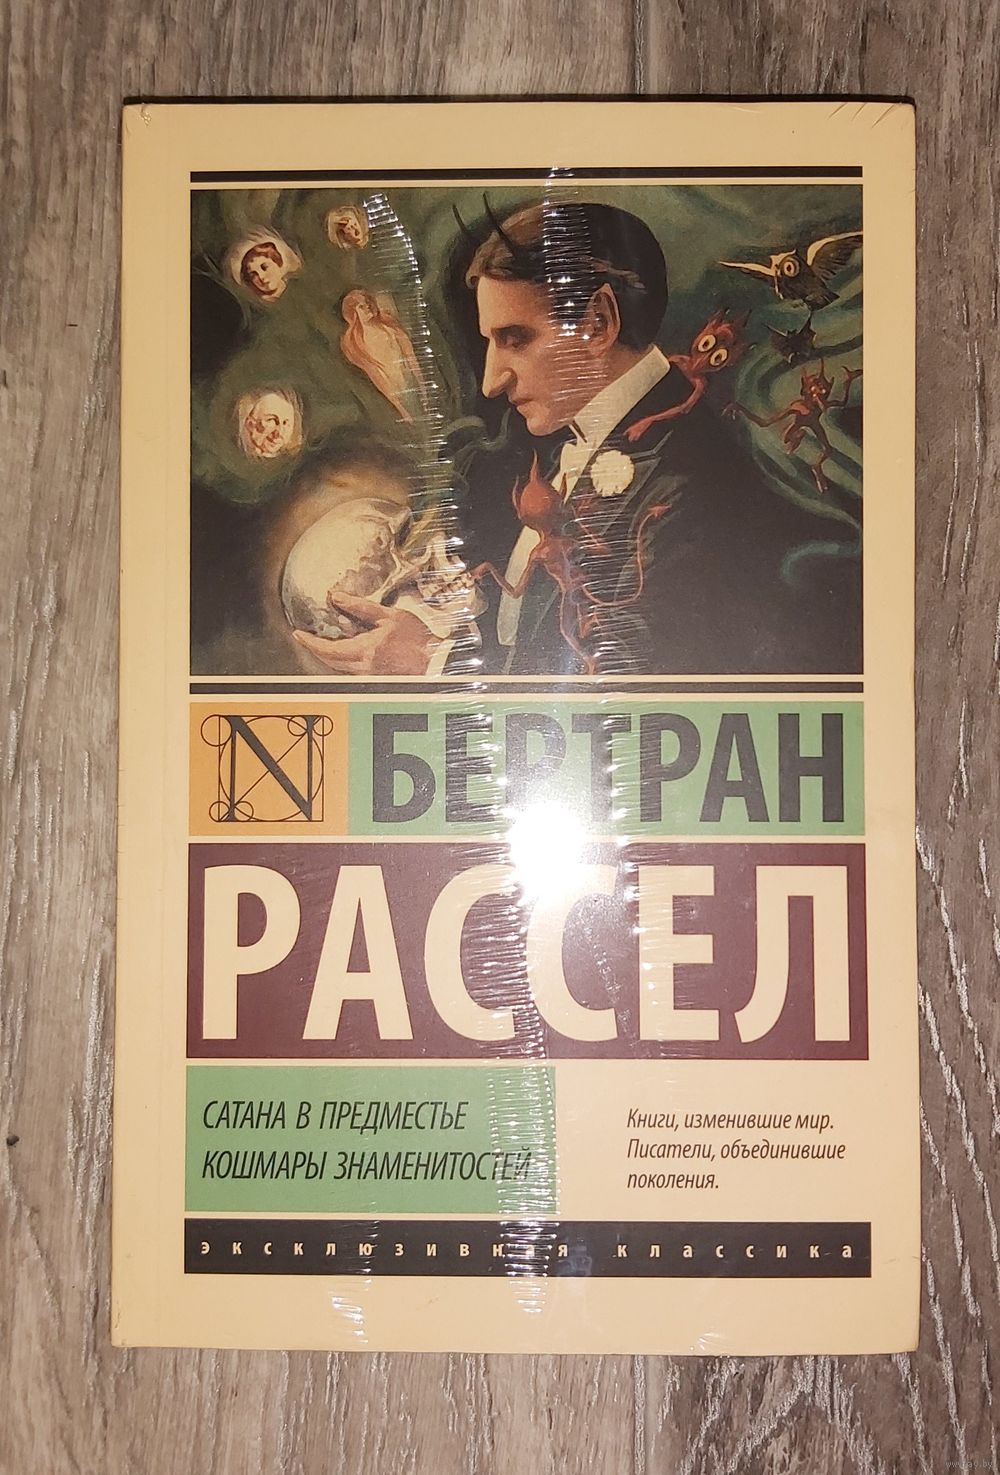 N
БЕРТРАН
РАССЕЛ
САТАНА В ПРЕДМЕСТЬЕ
КОШМАРЫ ЗНАМЕНИТОСТЕЙ
Книги, изменившие мир.
Писатели, объединившие
поколения.
эксклюзивная классика